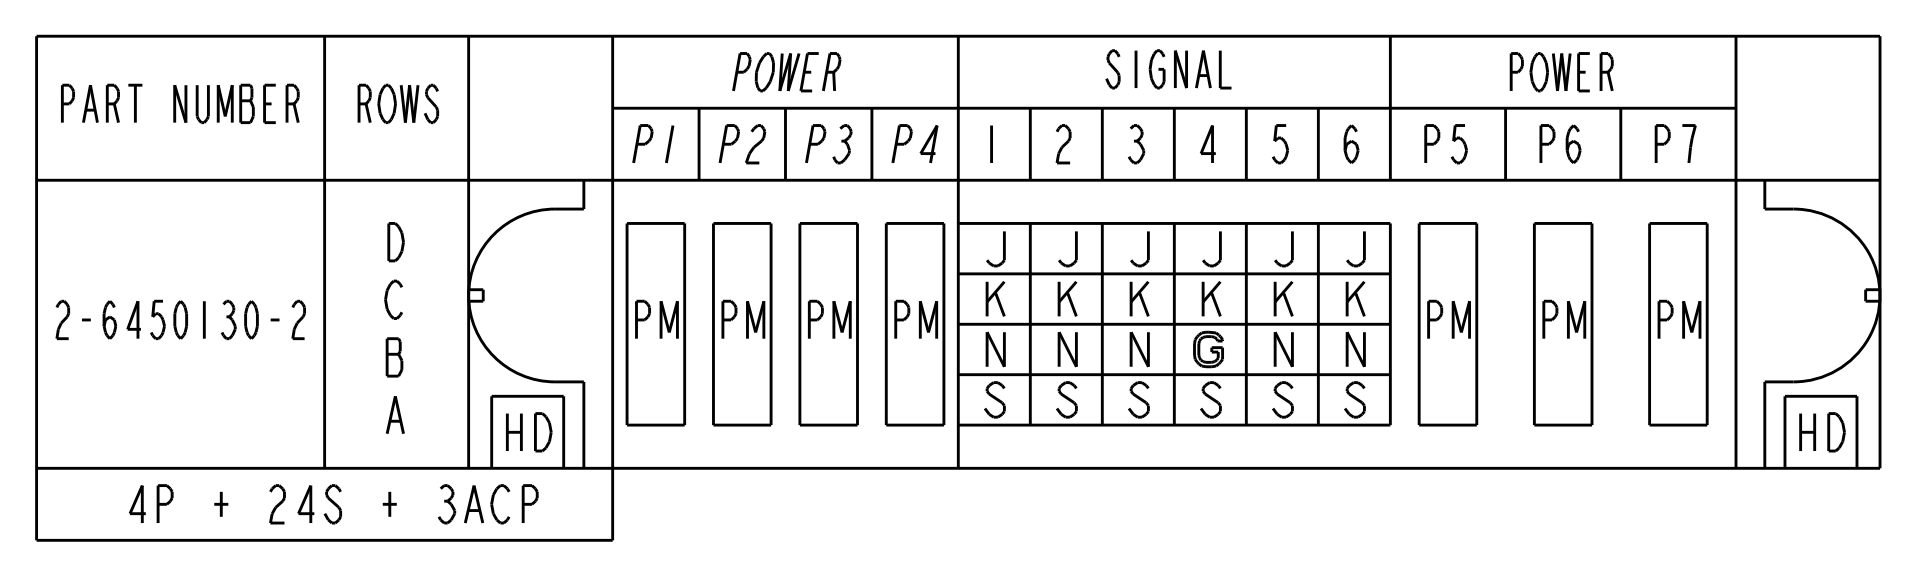 PART NUMBER ROWS POWER SIGNAL POWER
P1 P2 P3 P4 1 2 3 4 5 6 P5 P6 P7
D J J J J J J
C K K K K K K
2-6450130-2 PM PM PM PM PM PM PM
B N N N G N N
A S S S S S S
HD HD
4P + 24S + 3ACP